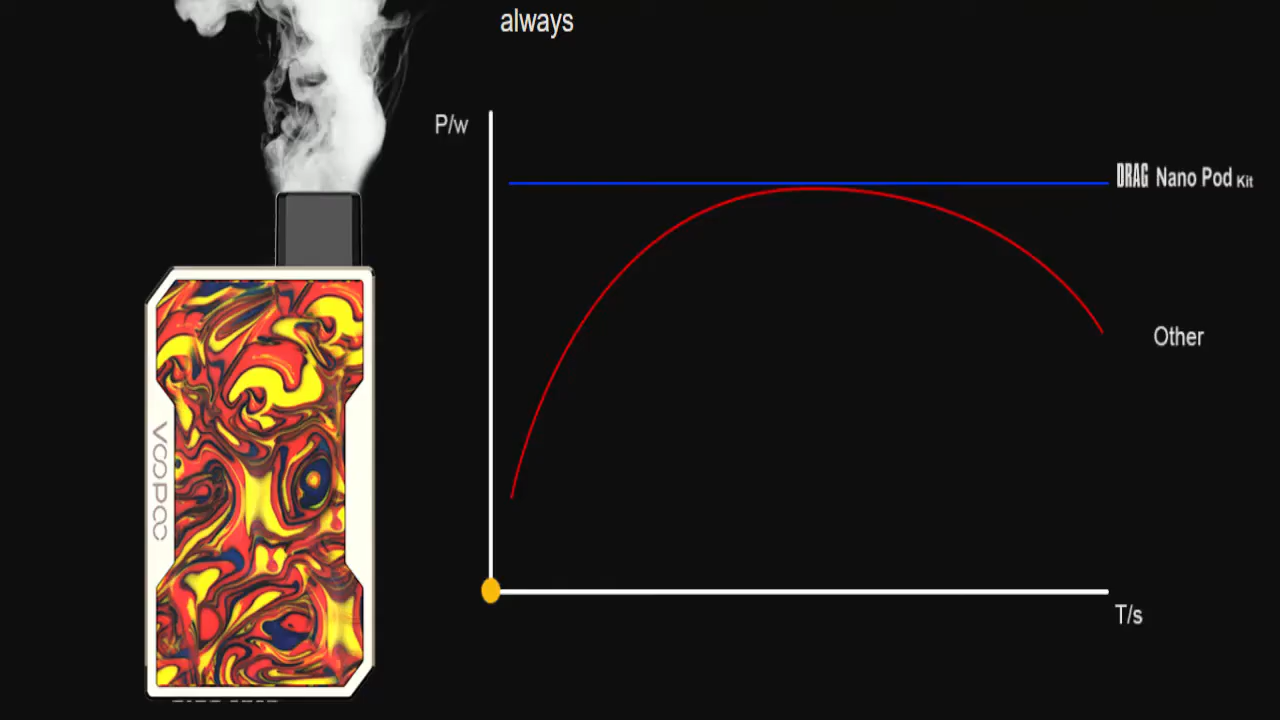 always
P/w
DRAG Nano Pod Kit
Other
VOOPOO
T/s